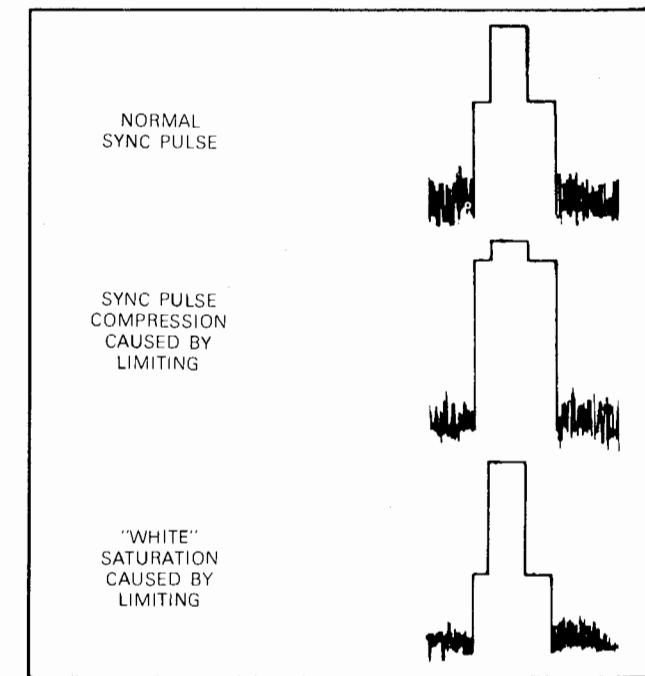 NORMAL
SYNC PULSE
SYNC PULSE
COMPRESSION
CAUSED BY
LIMITING
"WHITE"
SATURATION
CAUSED BY
LIMITING